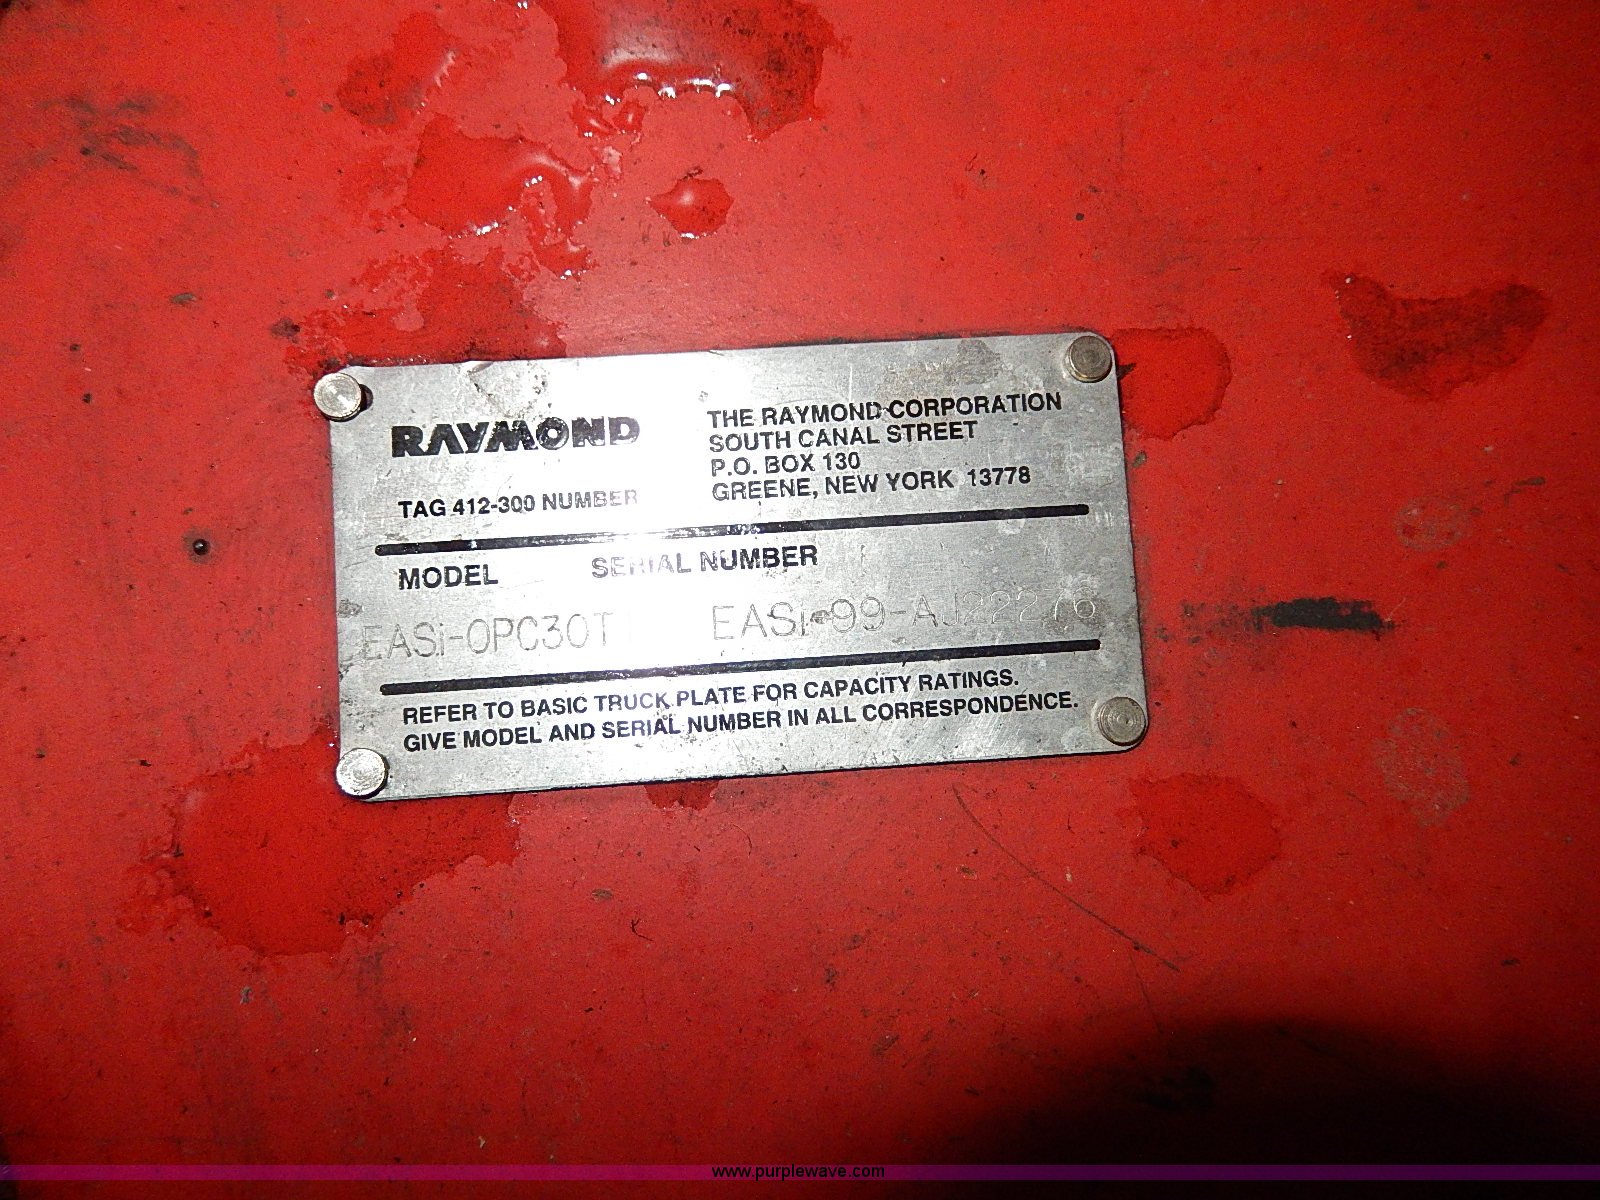 RAYMOND
THE RAYMOND CORPORATION
SOUTH CANAL STREET
P.O. BOX 130
GREENE, NEW YORK 13778
TAG 412-300 NUMBER
MODEL SERIAL NUMBER
EASi-OPC30TT
REFER TO BASIC TRUCK PLATE FOR CAPACITY RATINGS.
GIVE MODEL AND SERIAL NUMBER IN ALL CORRESPONDENCE.
www.purplewave.com